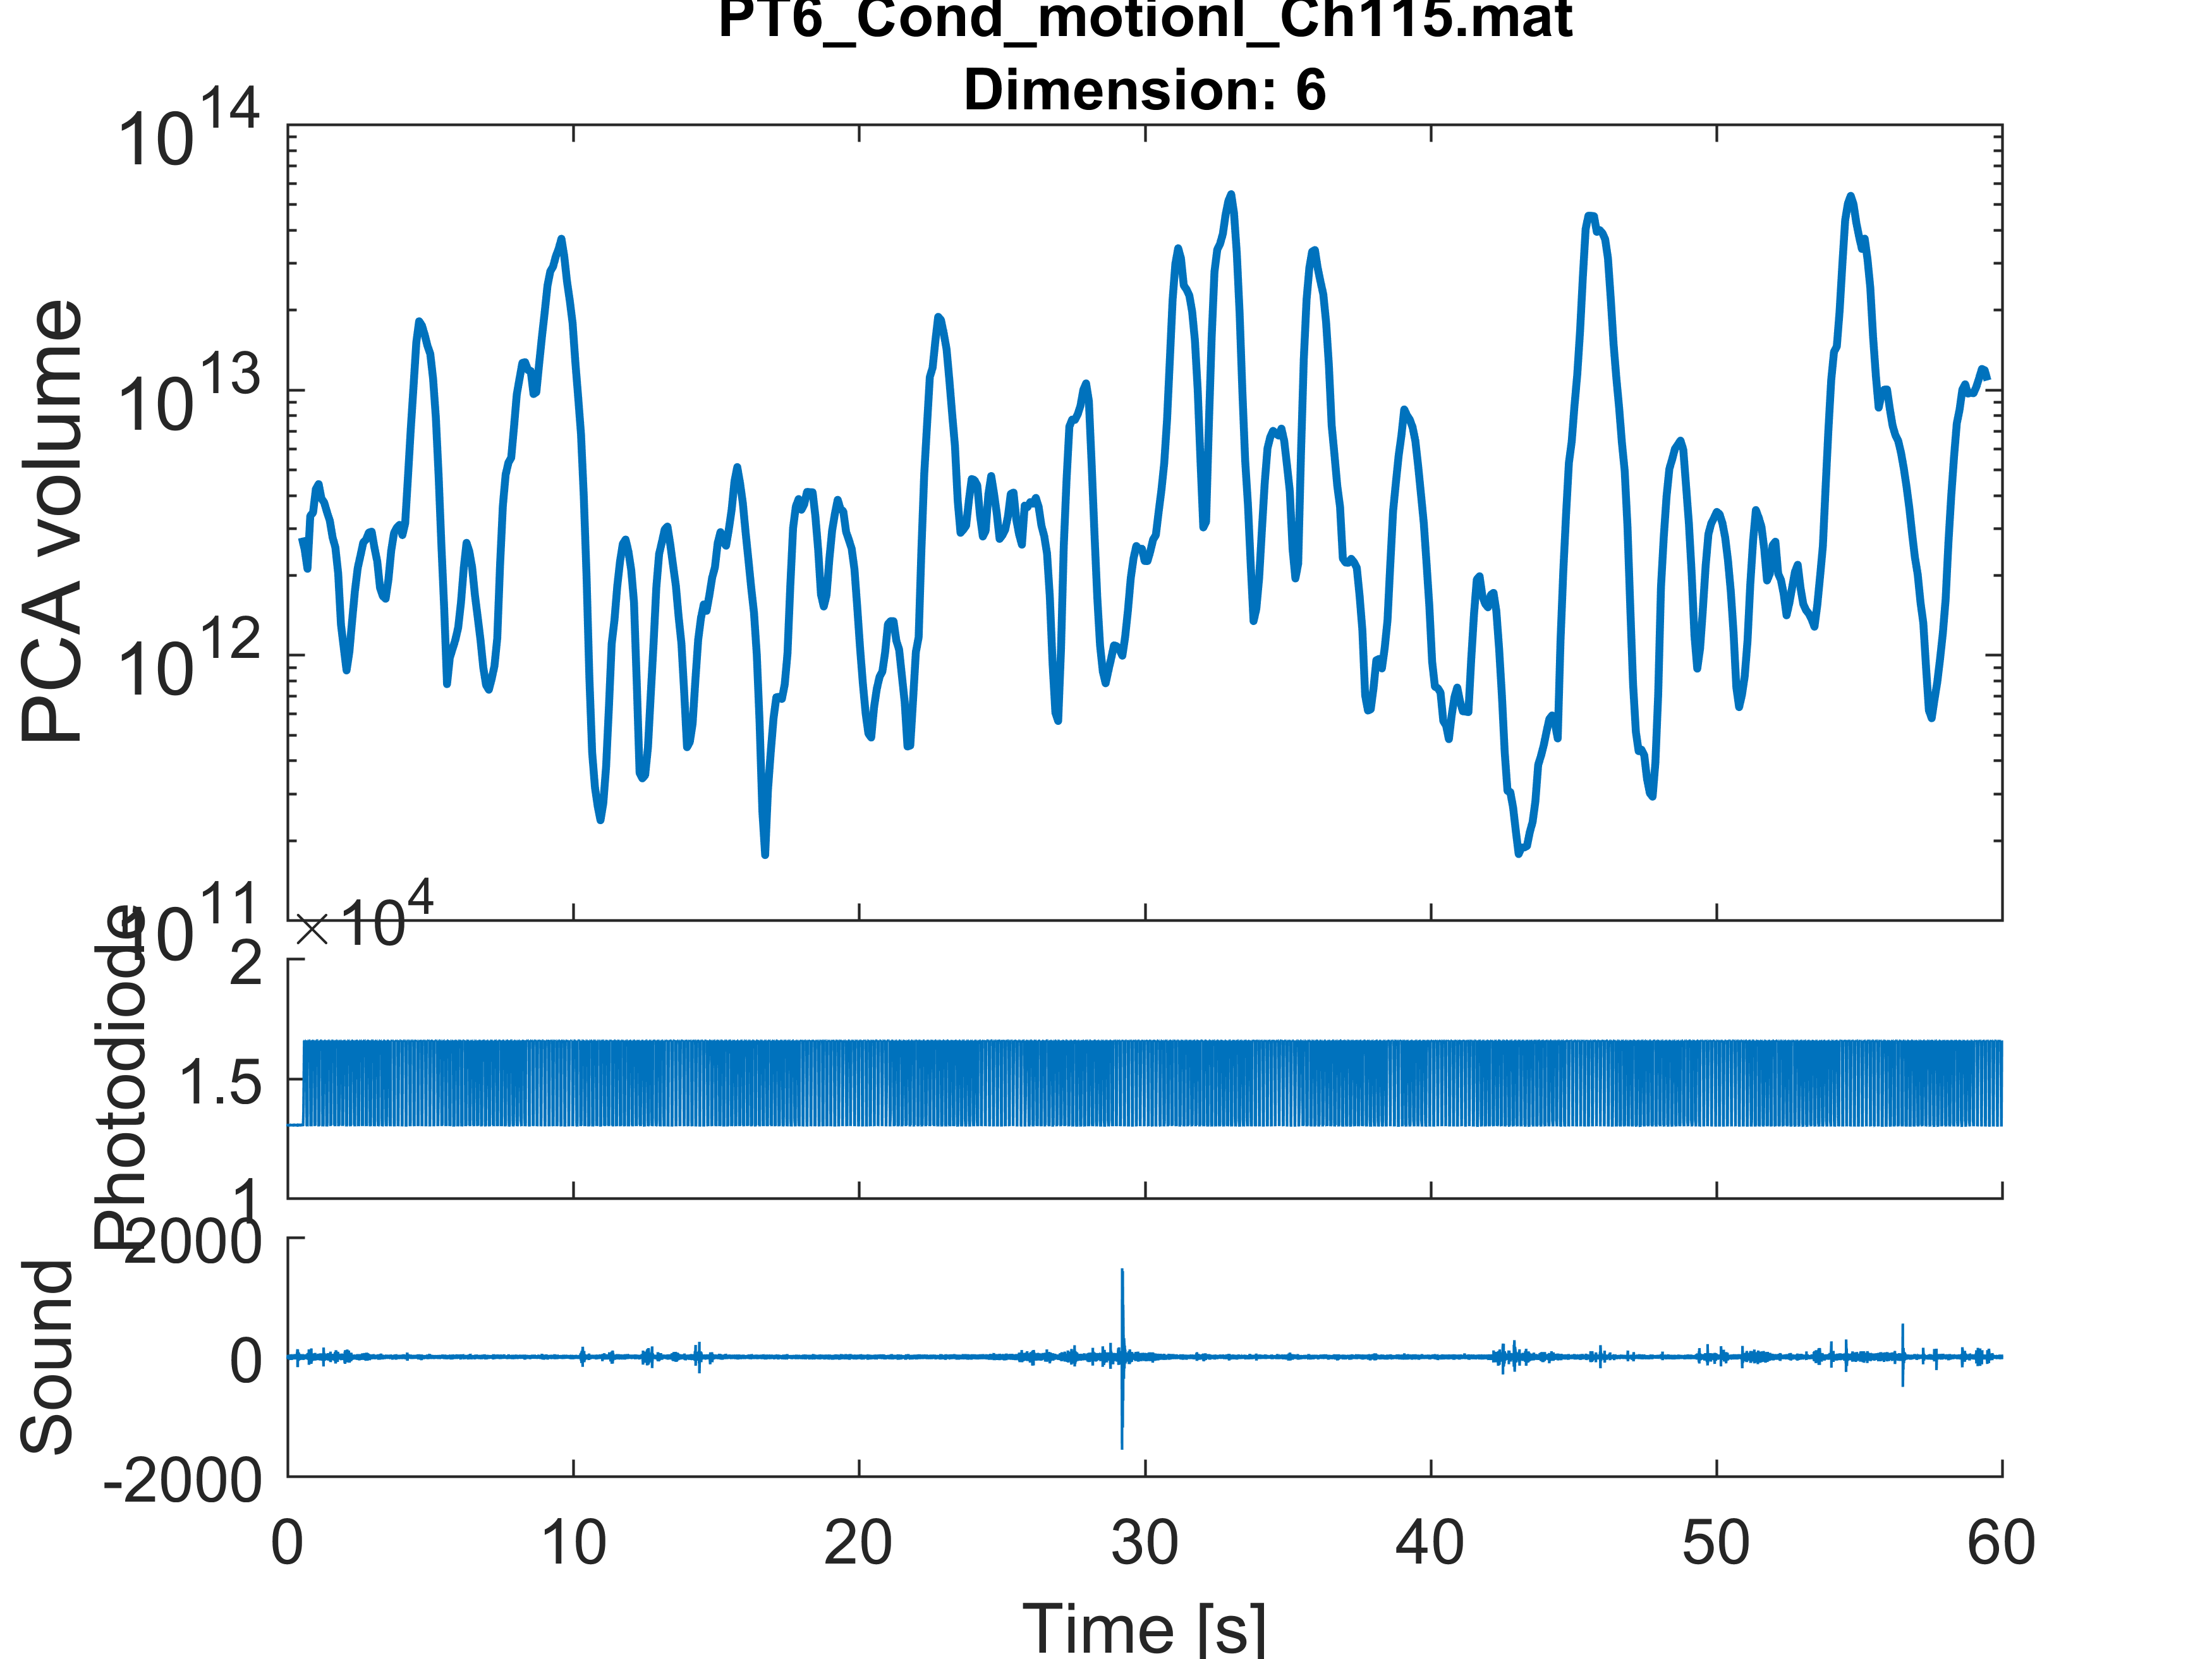 PT6_Cond_motionl_Ch115.mat
Dimension: 6
PCA volume
10^14
10^13
10^12
10^11
Photodiode
×10^4
2
1.5
1
Sound
2000
0
-2000
0 10 20 30 40 50 60
Time [s]